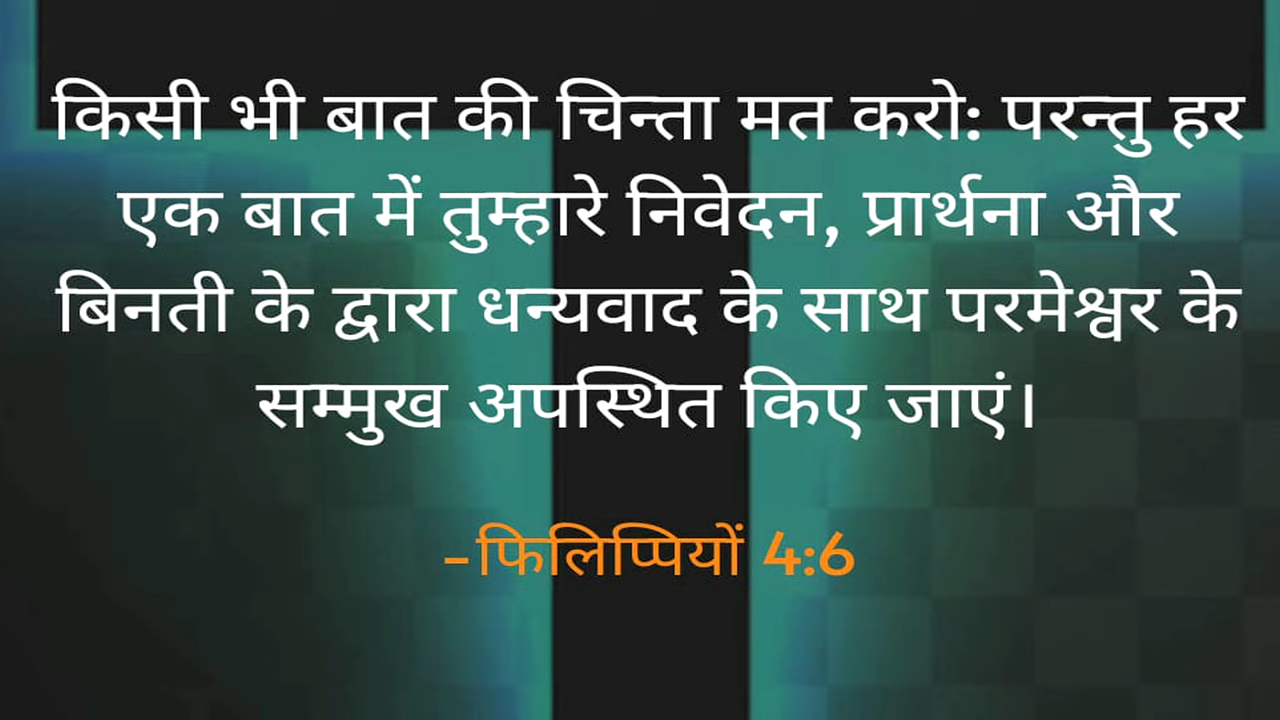 किसी भी बात की चिन्ता मत करो: परन्तु हर
एक बात में तुम्हारे निवेदन, प्रार्थना और
बिनती के द्वारा धन्यवाद के साथ परमेश्वर के
सम्मुख अपस्थित किए जाएं।
-फिलिप्पियों 4:6